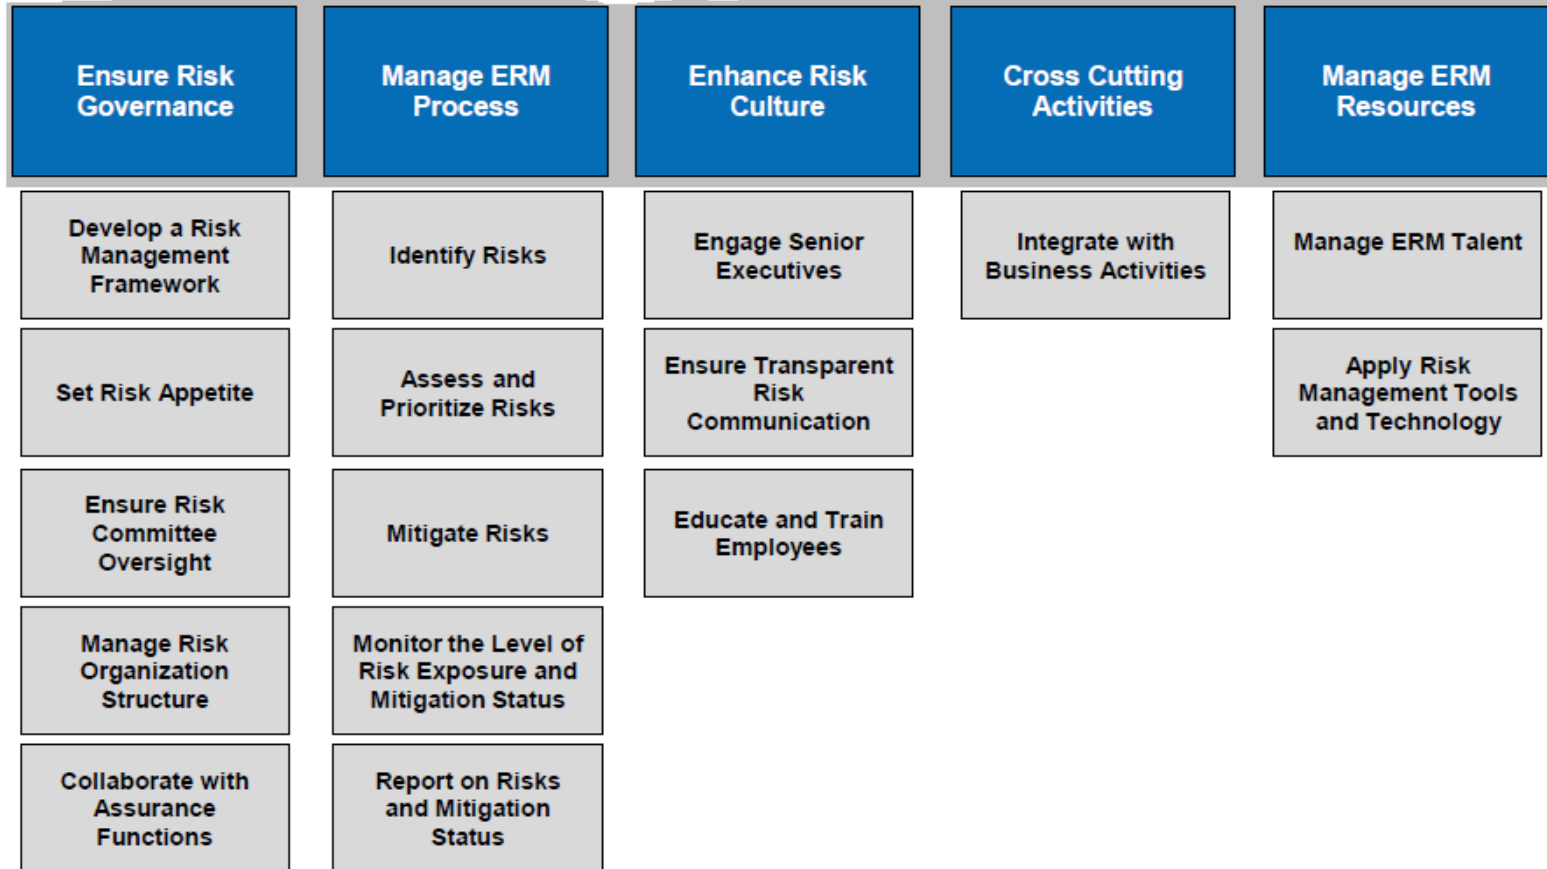 Ensure Risk
Governance
Manage ERM
Process
Enhance Risk
Culture
Cross Cutting
Activities
Manage ERM
Resources
Develop a Risk
Management
Framework
Set Risk Appetite
Ensure Risk
Committee
Oversight
Manage Risk
Organization
Structure
Collaborate with
Assurance
Functions
Identify Risks
Assess and
Prioritize Risks
Mitigate Risks
Monitor the Level of
Risk Exposure and
Mitigation Status
Report on Risks
and Mitigation
Status
Engage Senior
Executives
Ensure Transparent
Risk
Communication
Educate and Train
Employees
Integrate with
Business Activities
Manage ERM Talent
Apply Risk
Management Tools
and Technology